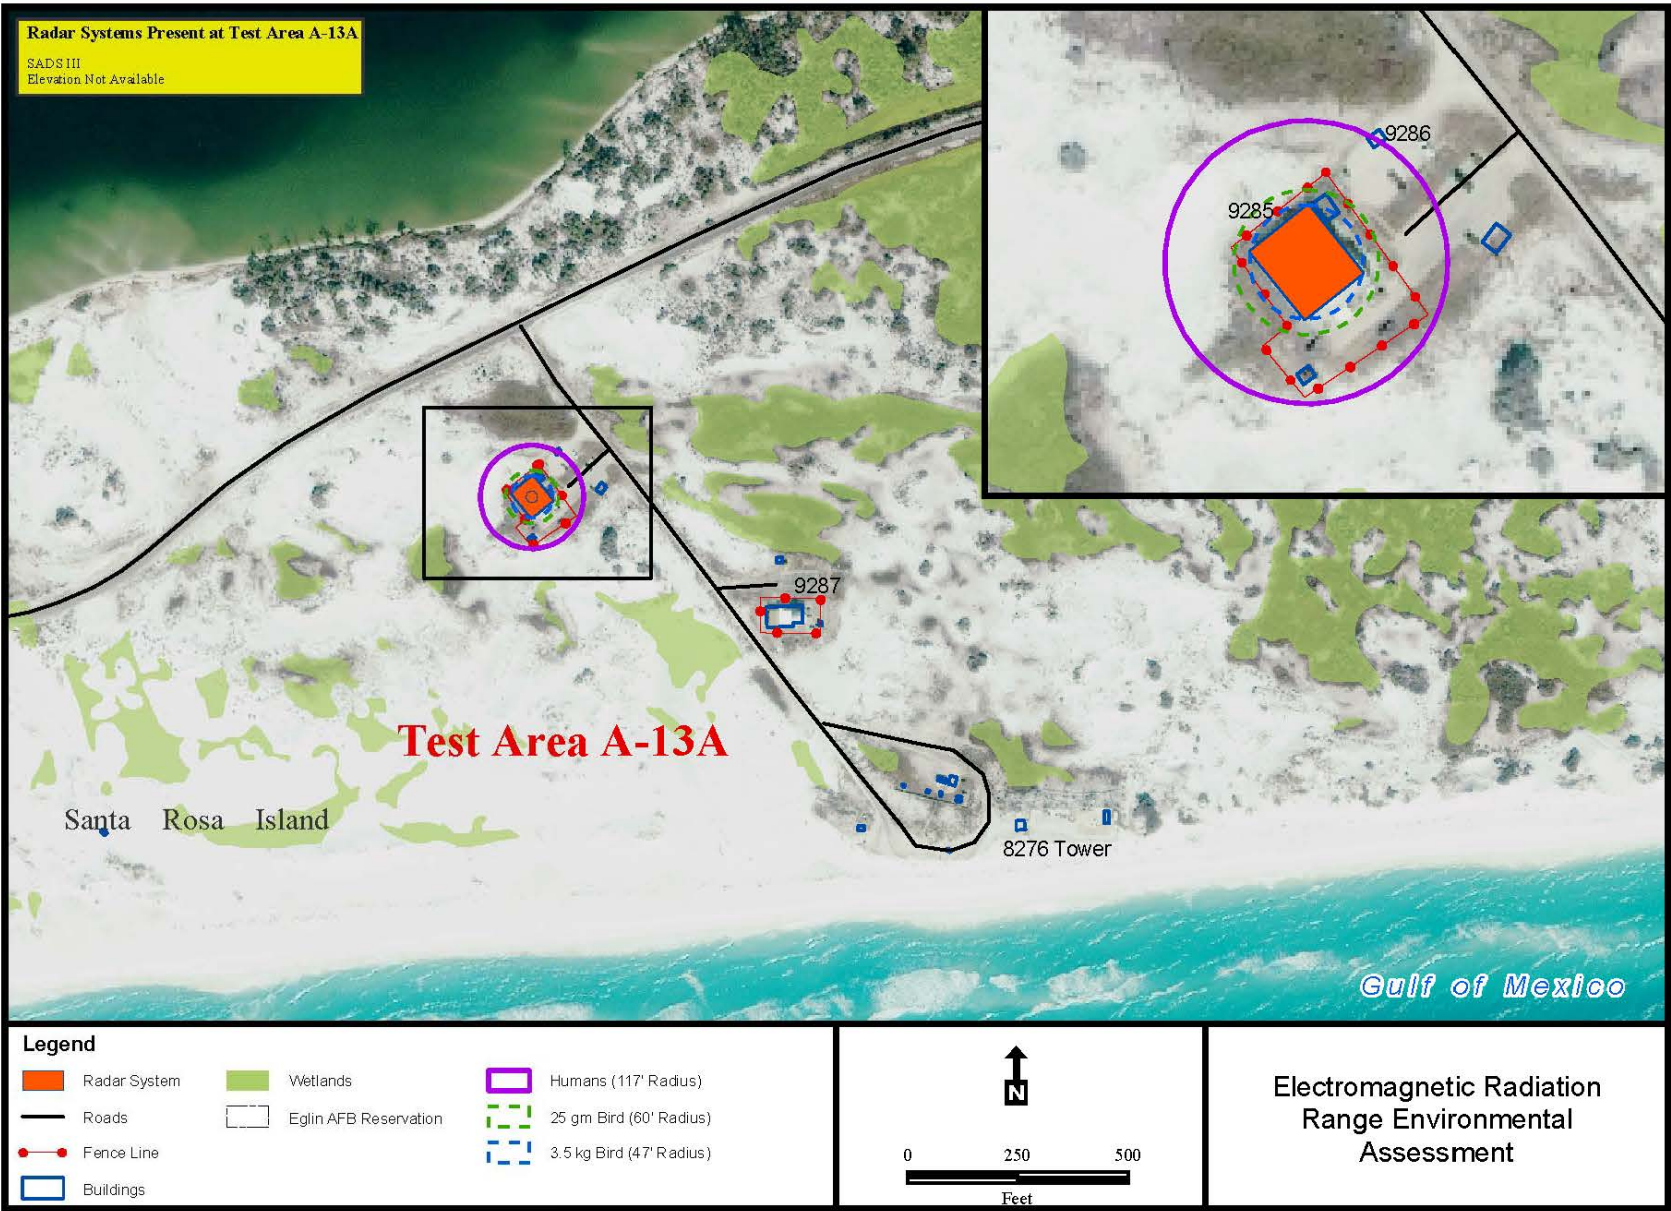 Radar Systems Present at Test Area A-13A
SADS III
Elevation Not Available
9286
9285
9287
Test Area A-13A
Santa Rosa Island
8276 Tower
Gulf of Mexico
Legend
Radar System
Roads
Fence Line
Buildings
Wetlands
Eglin AFB Reservation
Humans (117' Radius)
25 gm Bird (60' Radius)
3.5 kg Bird (47' Radius)
N
0 250 500
Feet
Electromagnetic Radiation
Range Environmental
Assessment